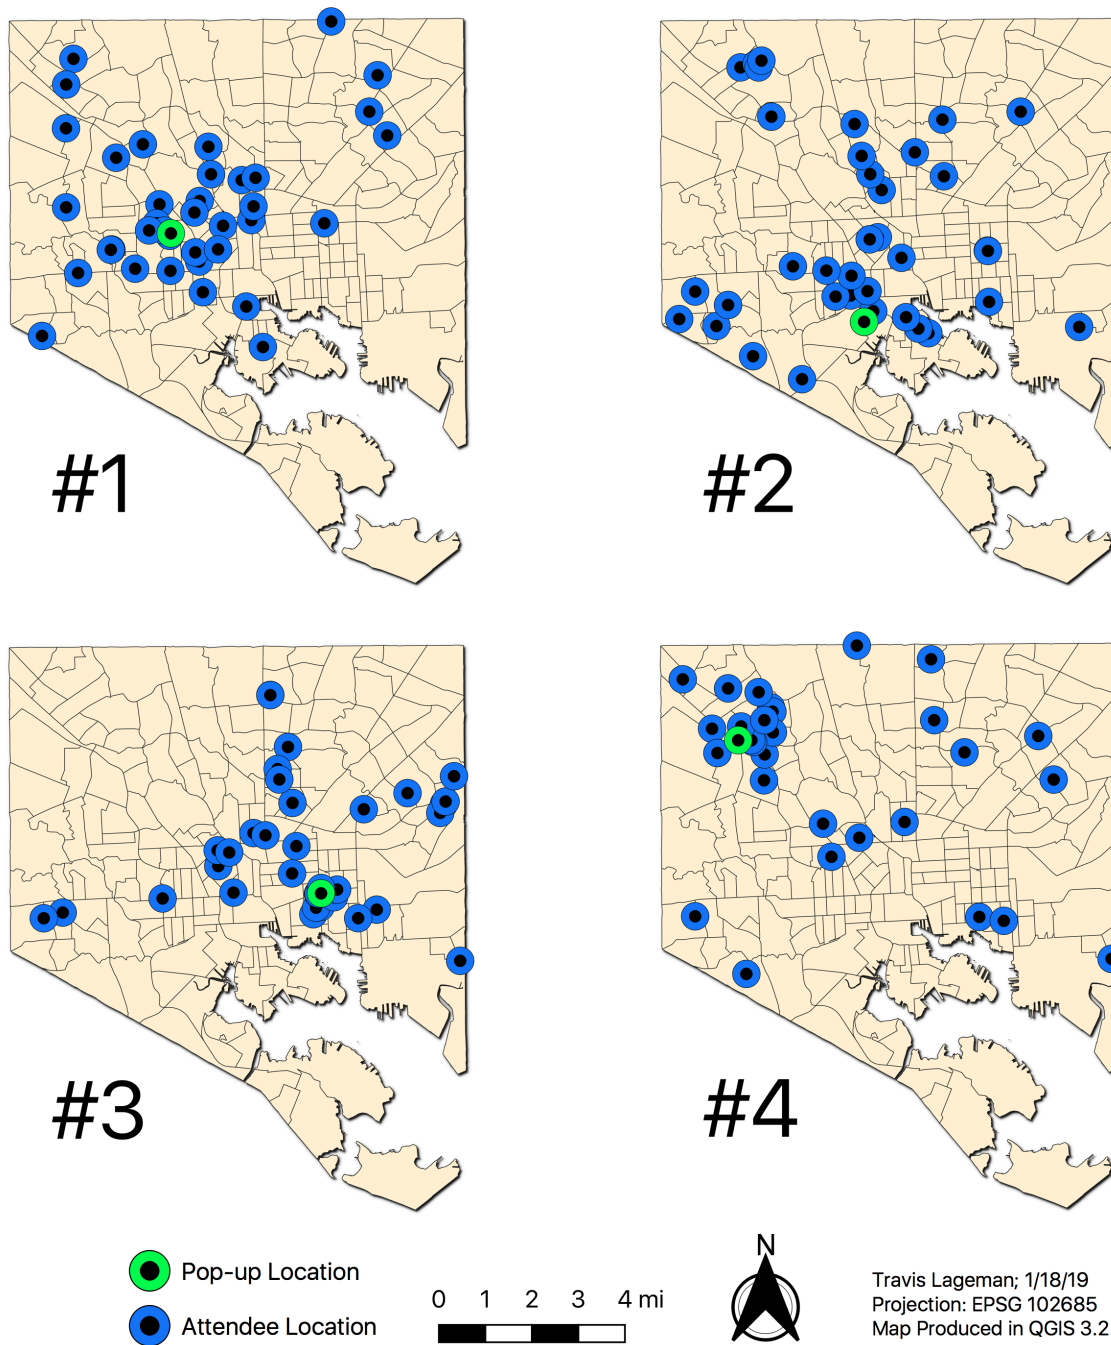 #1
#2
#3
#4
Pop-up Location
Attendee Location
0 1 2 3 4 mi
N
Travis Lageman; 1/18/19
Projection: EPSG 102685
Map Produced in QGIS 3.2